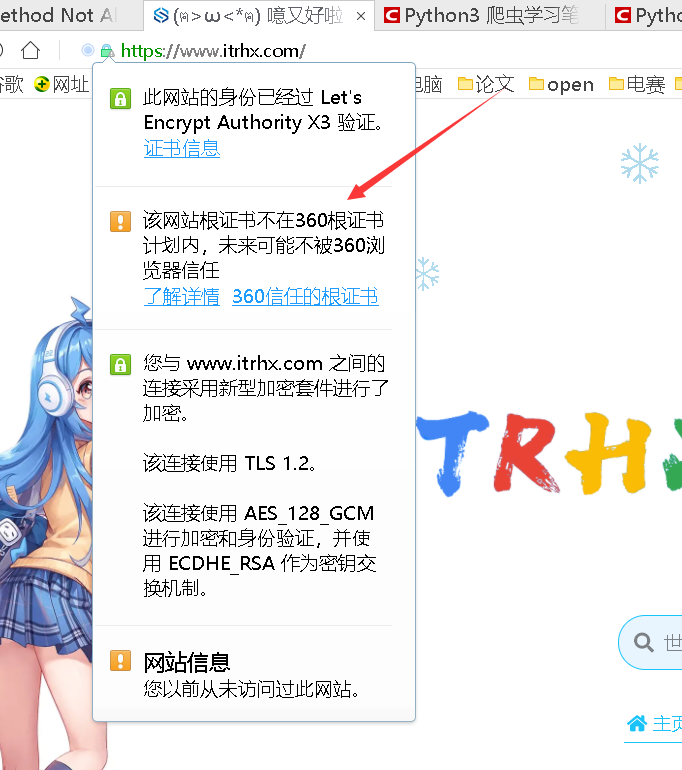 ethod Not Al
(ฅ>ω<*ฅ) 噫又好啦
Python3 爬虫学习笔
Pytho
https://www.itrhx.com/
谷歌 网址
电脑 论文 open 电赛
此网站的身份已经过 Let's
Encrypt Authority X3 验证。
证书信息
该网站根证书不在360根证书
计划内，未来可能不被360浏
览器信任
了解详情 360信任的根证书
您与 www.itrhx.com 之间的
连接采用新型加密套件进行了
加密。
该连接使用 TLS 1.2。
该连接使用 AES_128_GCM
进行加密和身份验证，并使
用 ECDHE_RSA 作为密钥交
换机制。
网站信息
您以前从未访问过此网站。
TRHX
世
主页